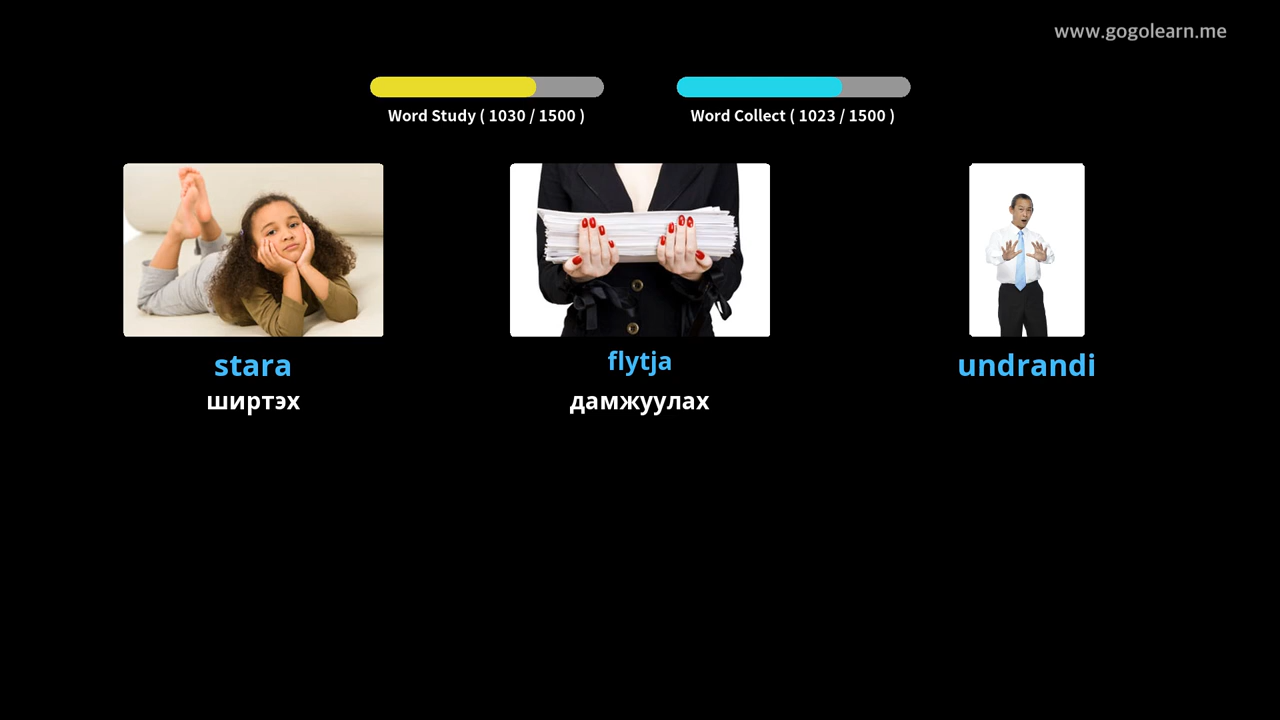 www.gogolearn.me
Word Study ( 1030 / 1500 )
Word Collect ( 1023 / 1500 )
stara
flytja
undrandi
ширтэх
дамжуулах